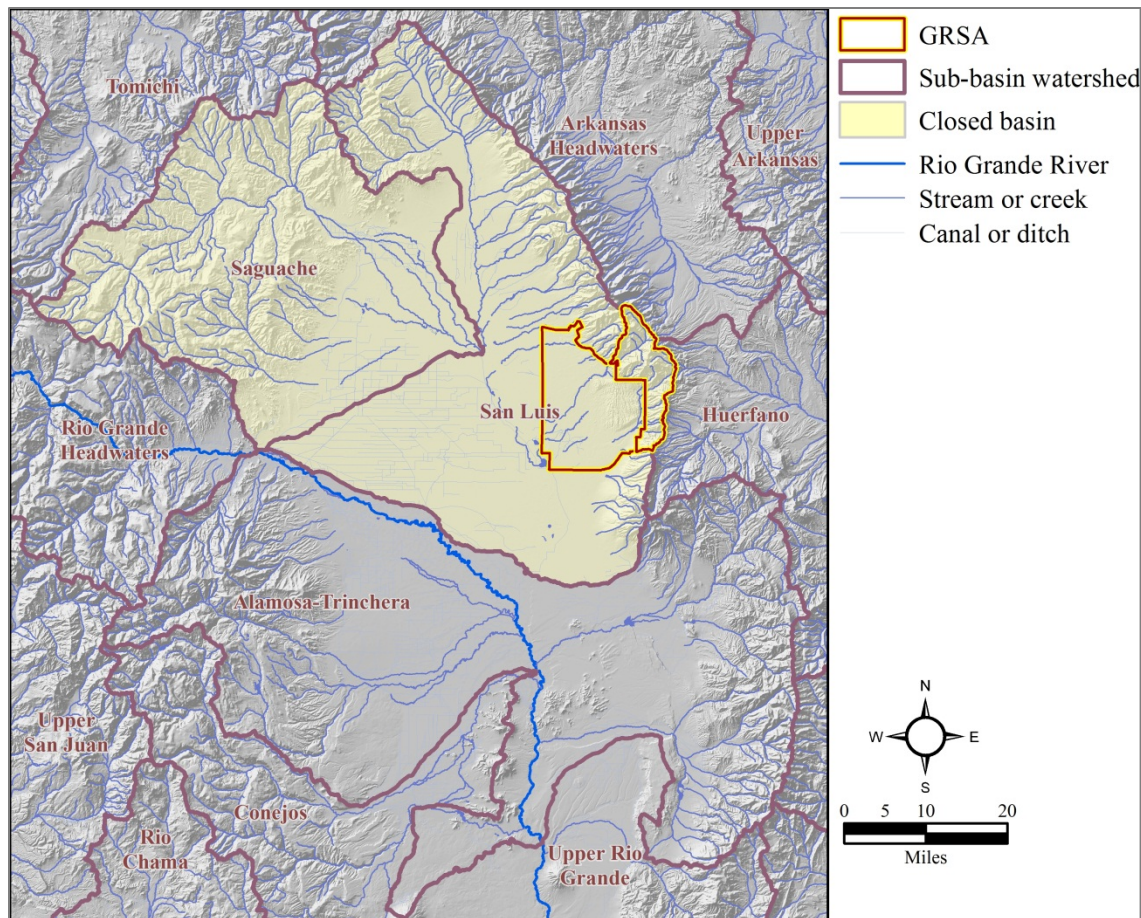 Tomichi
Arkansas
Headwaters
Upper
Arkansas
Saguache
San Luis
Huerfano
Rio Grande
Headwaters
Alamosa-Trinchera
Upper
San Juan
Conejos
Rio
Chama
Upper Rio
Grande
GRSA
Sub-basin watershed
Closed basin
Rio Grande River
Stream or creek
Canal or ditch
N
W
E
S
0 10 20
Miles